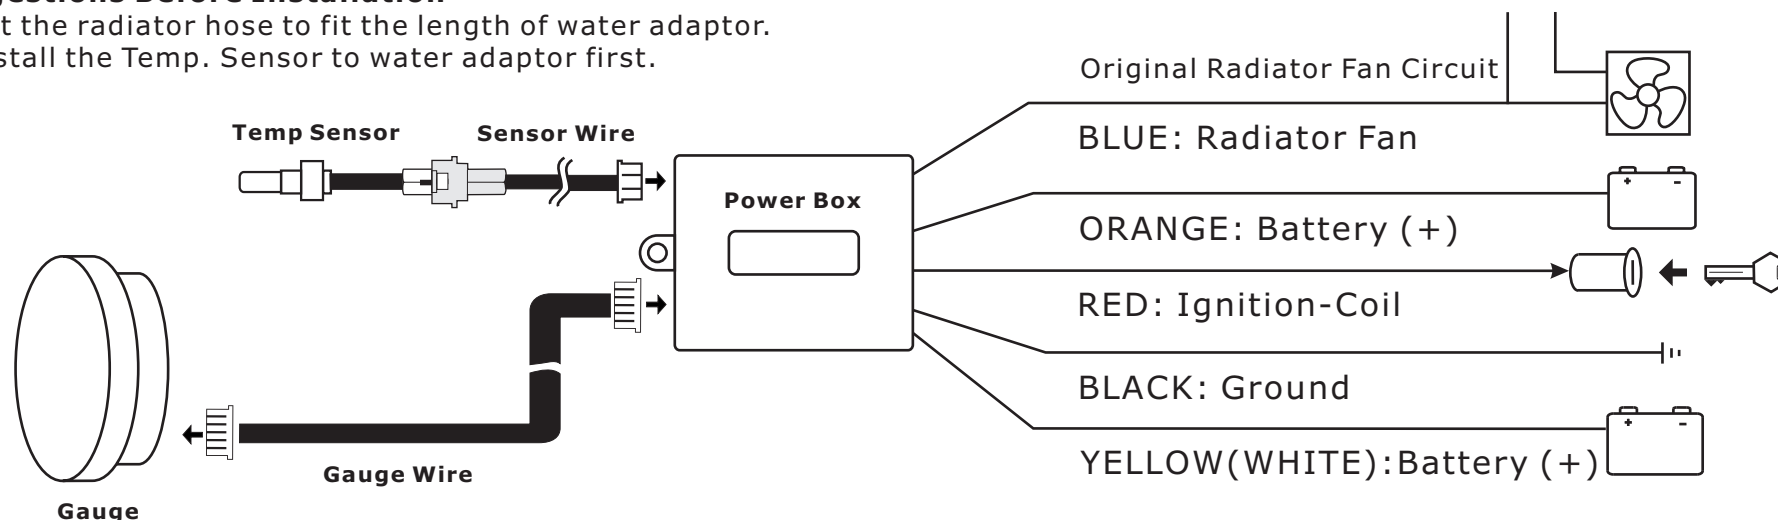 t the radiator hose to fit the length of water adaptor.
stall the Temp. Sensor to water adaptor first.
Original Radiator Fan Circuit
Temp Sensor
Sensor Wire
BLUE: Radiator Fan
Power Box
+ -
ORANGE: Battery (+)
RED: Ignition-Coil
BLACK: Ground
+ -
YELLOW(WHITE):Battery (+)
Gauge Wire
Gauge